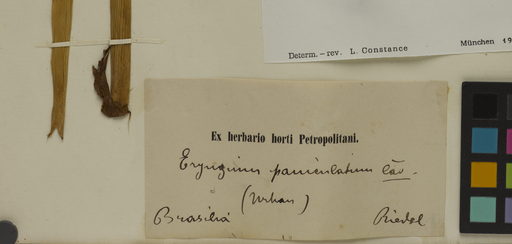 Determ. – rev. L. Constance München 19
Ex herbario horti Petropolitani.
Eryngium paniculatum Cav.
(Urban)
Brasilia Riedel